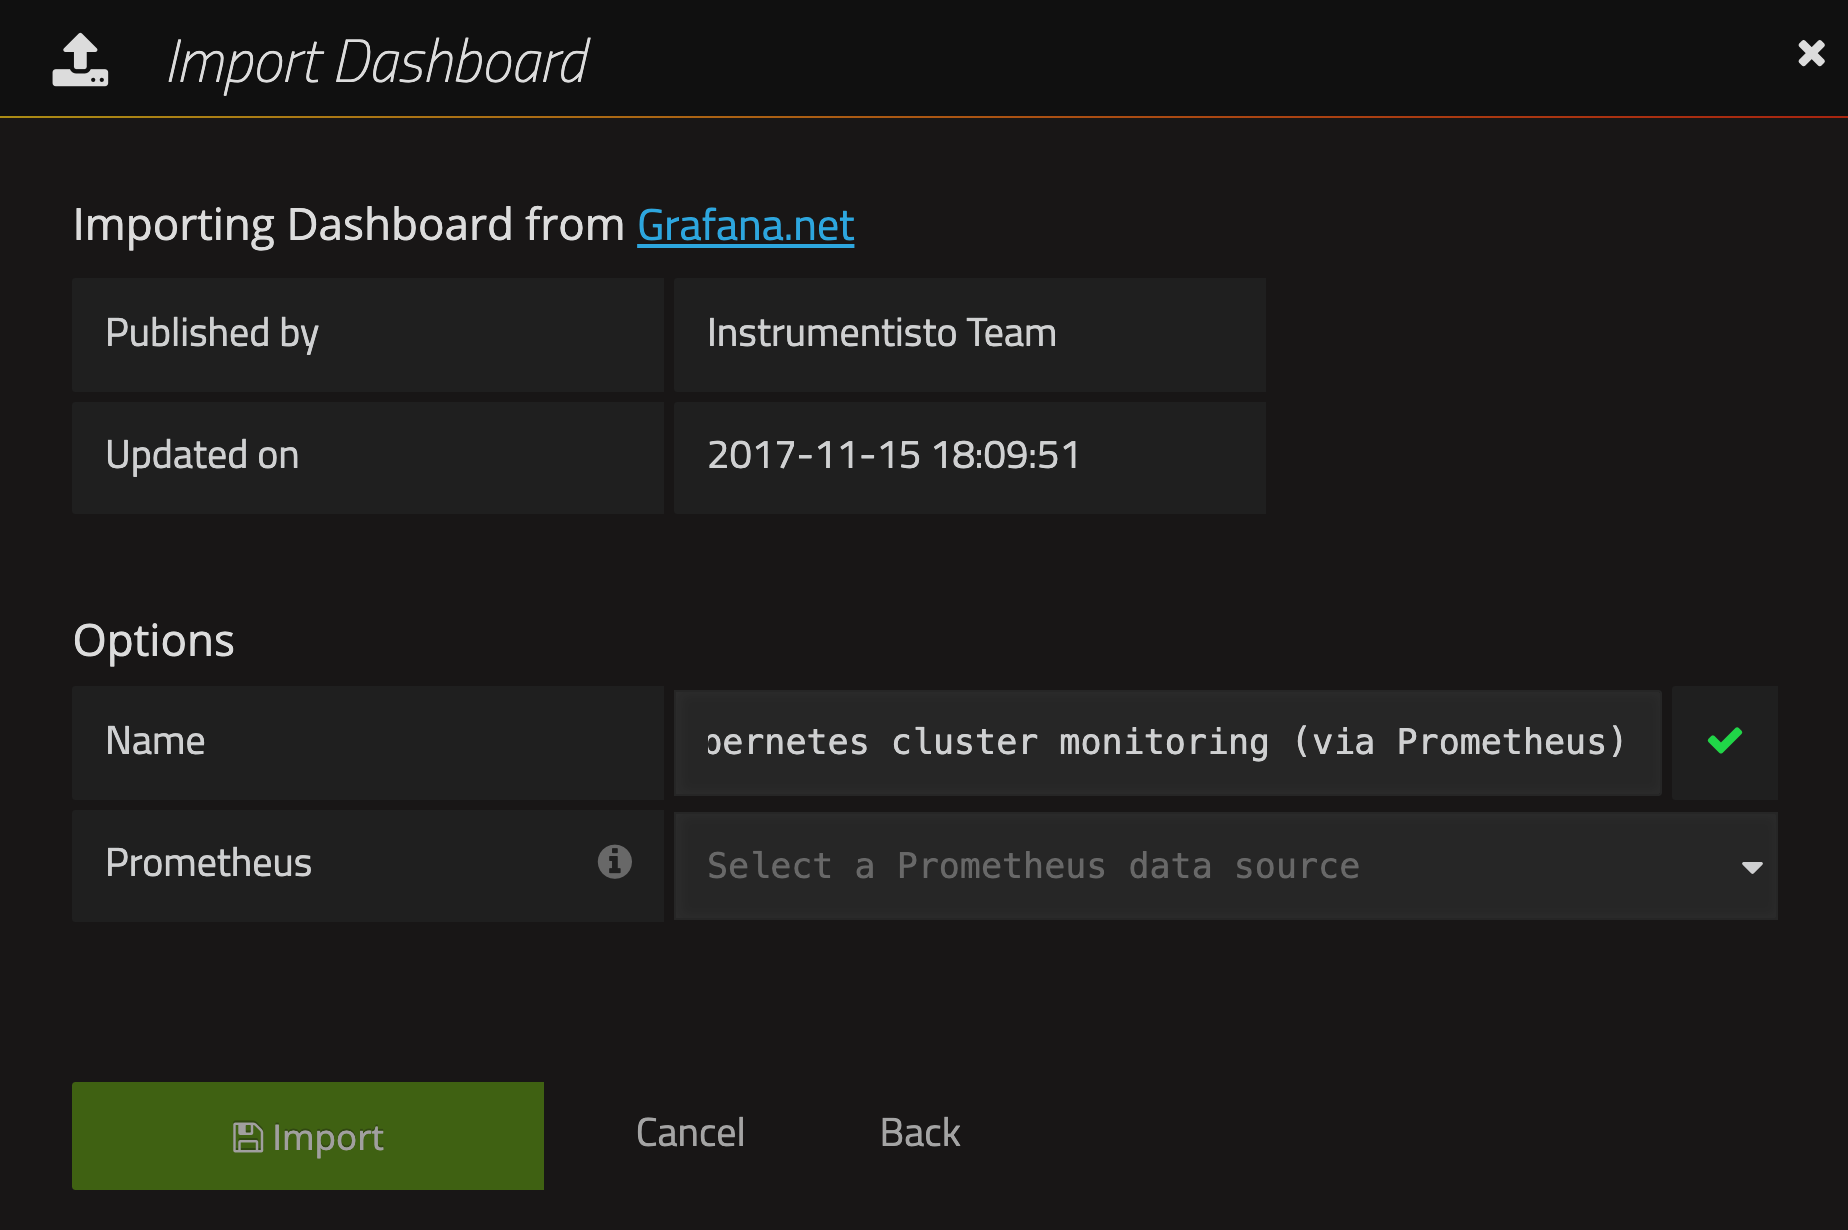 Import Dashboard
Importing Dashboard from Grafana.net
Published by Instrumentisto Team
Updated on 2017-11-15 18:09:51
Options
Name bernetes cluster monitoring (via Prometheus)
Prometheus Select a Prometheus data source
Import Cancel Back